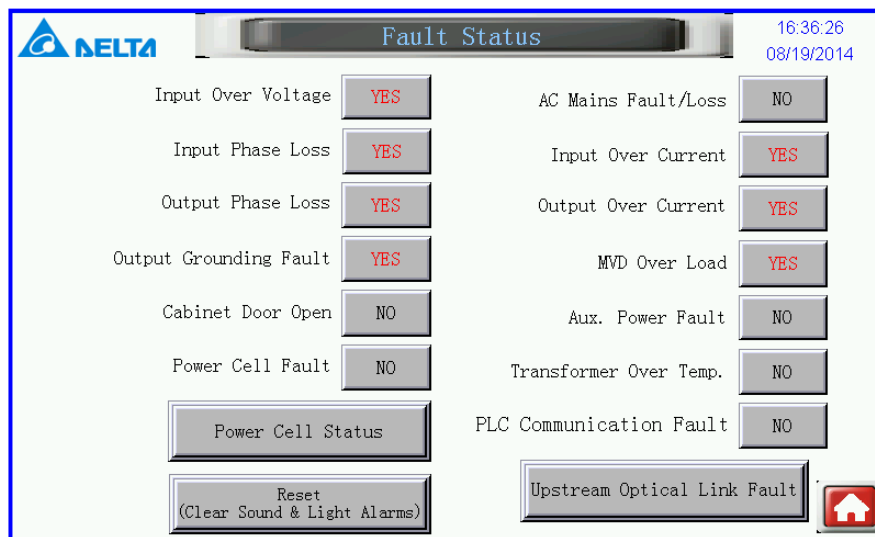 DELTA
Fault Status
16:36:26
08/19/2014
Input Over Voltage YES
AC Mains Fault/Loss NO
Input Phase Loss YES
Input Over Current YES
Output Phase Loss YES
Output Over Current YES
Output Grounding Fault YES
MVD Over Load YES
Cabinet Door Open NO
Aux. Power Fault NO
Power Cell Fault NO
Transformer Over Temp. NO
Power Cell Status
PLC Communication Fault NO
Reset
(Clear Sound & Light Alarms)
Upstream Optical Link Fault